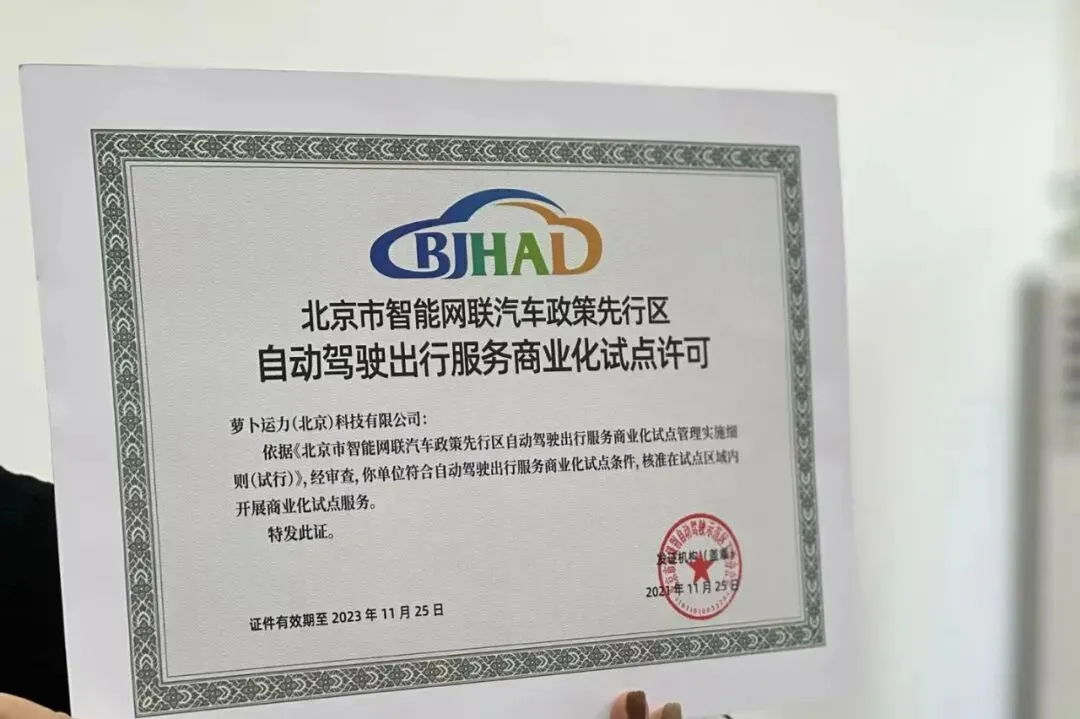 BJHAD
北京市智能网联汽车政策先行区
自动驾驶出行服务商业化试点许可
萝卜运力(北京)科技有限公司:
依据《北京市智能网联汽车政策先行区自动驾驶出行服务商业化试点管理实施细
则(试行)》,经审查,你单位符合自动驾驶出行服务商业化试点条件,核准在试点区域内
开展商业化试点服务。
特发此证。
发证机构(盖章)
2021年11月25日
证件有效期至 2023 年 11 月 25 日